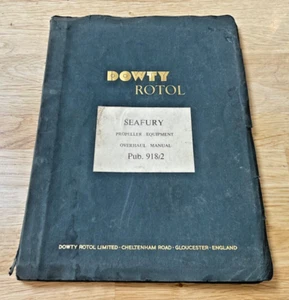 DOWTY
ROTOL
SEAFURY
PROPELLER EQUIPMENT
OVERHAUL MANUAL
Pub. 918/2
DOWTY ROTOL LIMITED - CHELTENHAM ROAD - GLOUCESTER - ENGLAND